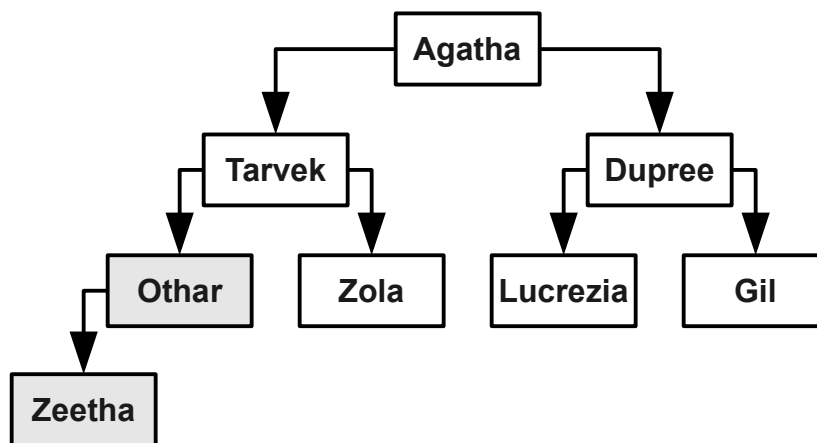 Agatha
Tarvek
Dupree
Othar
Zola
Lucrezia
Gil
Zeetha